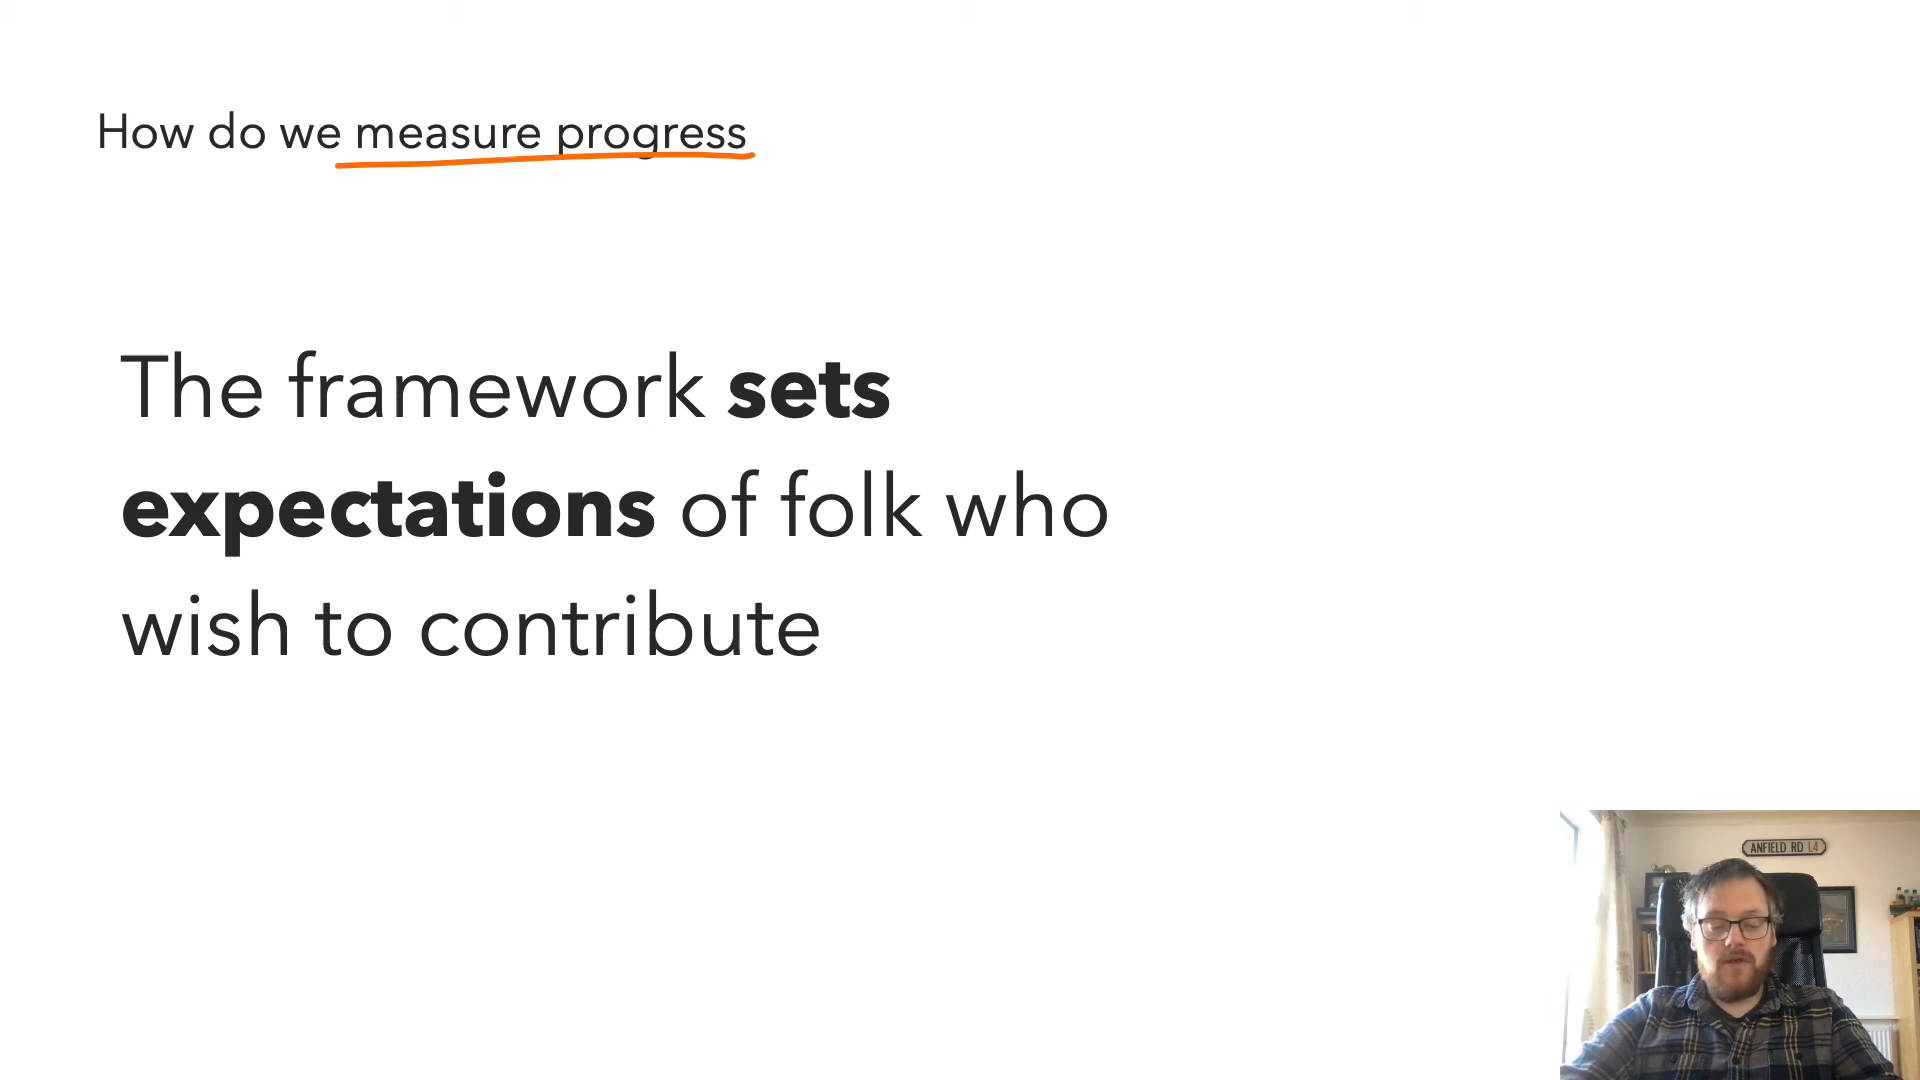 How do we measure progress
The framework sets
expectations of folk who
wish to contribute
ANFIELD RD L4